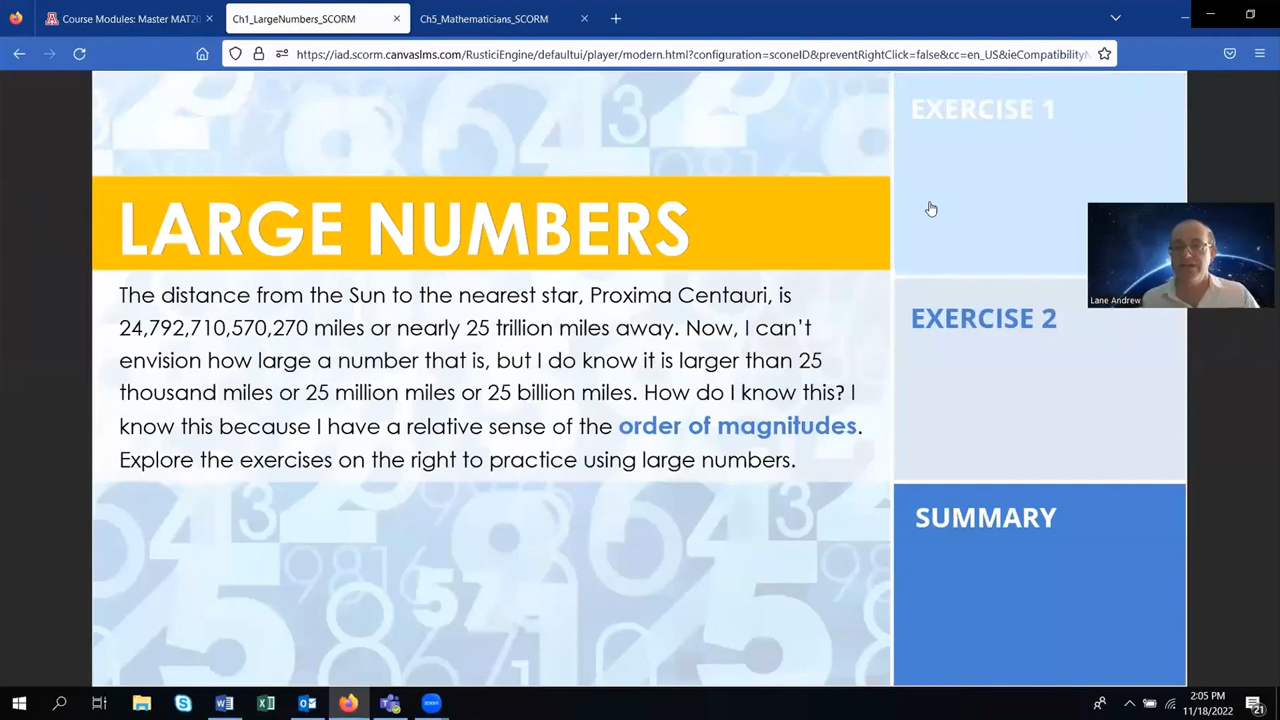 Course Modules: Master MAT20
Ch1_LargeNumbers_SCORM
Ch5_Mathematicians_SCORM
https://iad.scorm.canvaslms.com/RusticiEngine/defaultui/player/modern.html?configuration=sconeID&preventRightClick=false&cc=en_US&ieCompatibilityM
EXERCISE 1
LARGE NUMBERS
The distance from the Sun to the nearest star, Proxima Centauri, is
24,792,710,570,270 miles or nearly 25 trillion miles away. Now, I can't
envision how large a number that is, but I do know it is larger than 25
thousand miles or 25 million miles or 25 billion miles. How do I know this? I
know this because I have a relative sense of the order of magnitudes.
Explore the exercises on the right to practice using large numbers.
Lane Andrew
EXERCISE 2
SUMMARY
2:05 PM
11/18/2022
21